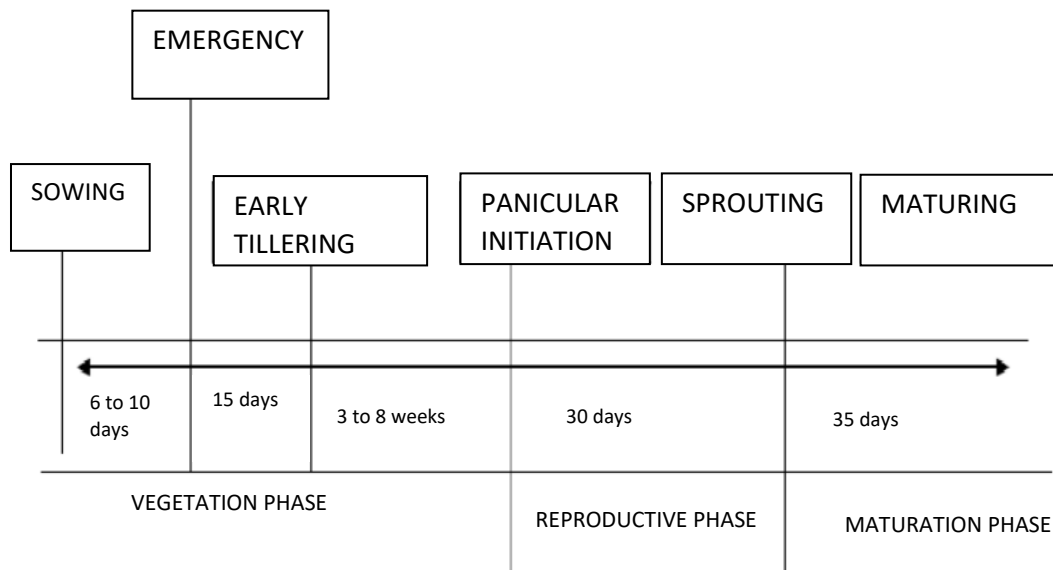 EMERGENCY
SOWING
EARLY
TILLERING
PANICULAR
INITIATION
SPROUTING
MATURING
6 to 10
days
15 days
3 to 8 weeks
30 days
35 days
VEGETATION PHASE
REPRODUCTIVE PHASE
MATURATION PHASE